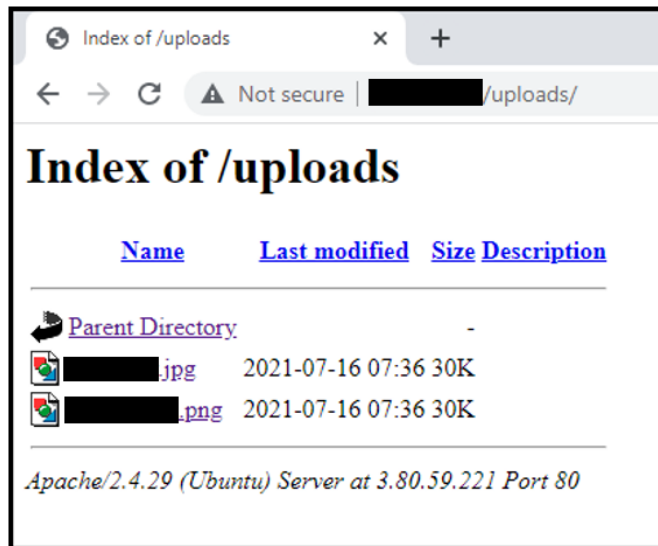 Index of /uploads
Not secure | /uploads/
Index of /uploads
Name Last modified Size Description
Parent Directory -
.jpg 2021-07-16 07:36 30K
.png 2021-07-16 07:36 30K
Apache/2.4.29 (Ubuntu) Server at 3.80.59.221 Port 80